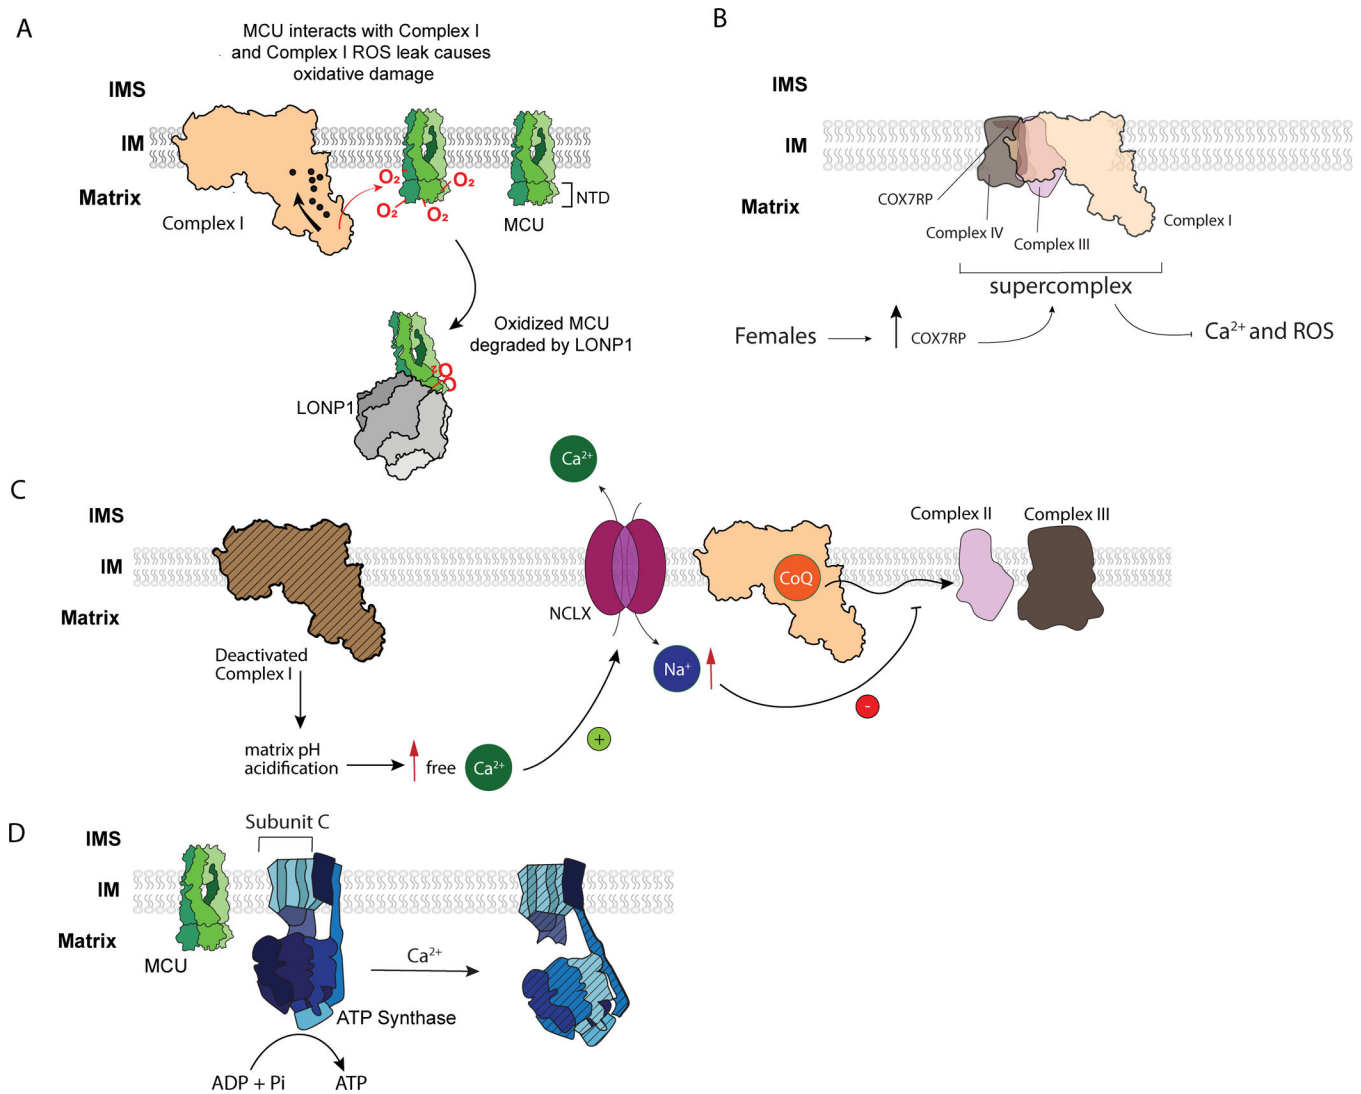 A
MCU interacts with Complex I
and Complex I ROS leak causes
oxidative damage
IMS
IM
Matrix
Complex I
O₂
O₂
O₂
O₂
NTD
MCU
Oxidized MCU
degraded by LONP1
O₂
O
LONP1
B
IMS
IM
Matrix
COX7RP
Complex IV
Complex III
Complex I
supercomplex
Females
COX7RP
Ca²⁺ and ROS
C
IMS
IM
Matrix
Ca²⁺
Complex II
Complex III
CoQ
NCLX
Deactivated
Complex I
Na⁺
-
+
matrix pH
acidification
free
Ca²⁺
D
Subunit C
IMS
IM
Matrix
MCU
Ca²⁺
ATP Synthase
ADP + Pi
ATP